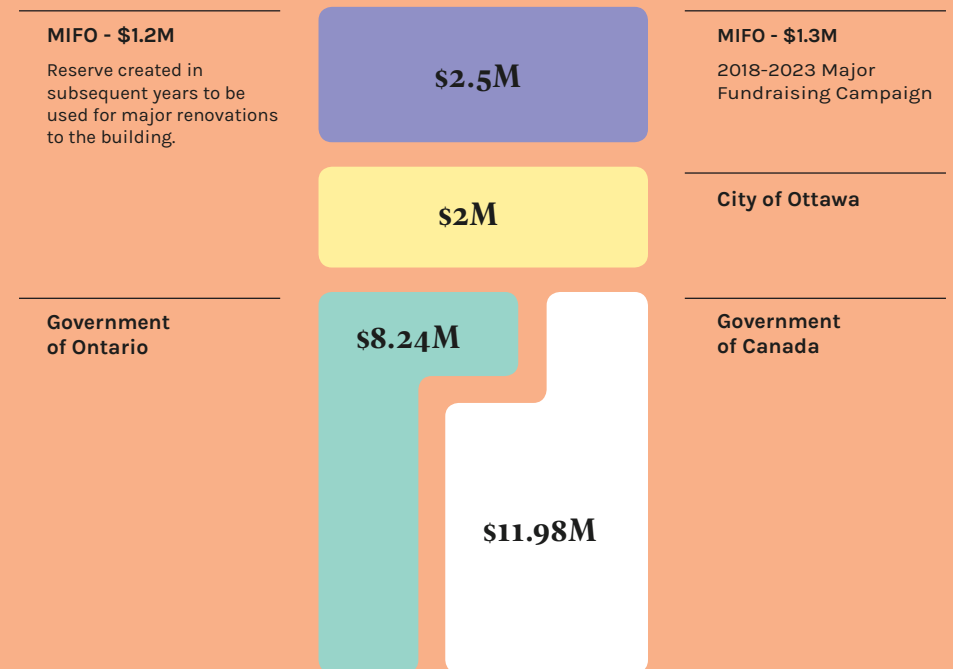 MIFO - $1.2M
Reserve created in
subsequent years to be
used for major renovations
to the building.
$2.5M
MIFO - $1.3M
2018-2023 Major
Fundraising Campaign
$2M
City of Ottawa
Government
of Ontario
$8.24M
Government
of Canada
$11.98M